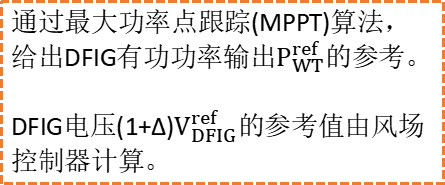 通过最大功率点跟踪(MPPT)算法，
给出DFIG有功功率输出P_WT^ref的参考。
DFIG电压(1+Δ)V_DFIG^ref的参考值由风场
控制器计算。